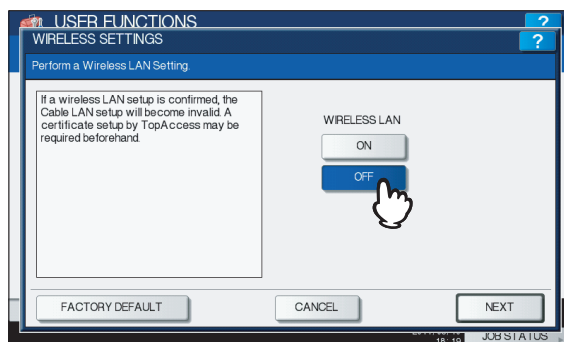 USER FUNCTIONS
?
WIRELESS SETTINGS
?
Perform a Wireless LAN Setting.
If a wireless LAN setup is confirmed, the
Cable LAN setup will become invalid. A
certificate setup by TopAccess may be
required beforehand.
WIRELESS LAN
ON
OFF
FACTORY DEFAULT
CANCEL
NEXT
JOB STATUS